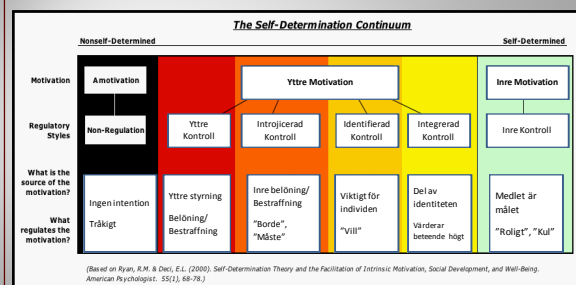 The Self-Determination Continuum
Nonself-Determined
Self-Determined
Motivation
Amotivation
Yttre Motivation
Inre Motivation
Regulatory
Styles
Non-Regulation
Yttre
Kontroll
Introjicerad
Kontroll
Identifierad
Kontroll
Integrerad
Kontroll
Inre Kontroll
What is the
source of the
motivation?
What
regulates the
motivation?
Ingen intention
Tråkigt
Yttre styrning
Belöning/
Bestraffning
Inre belöning/
Bestraffning
"Borde",
"Måste"
Viktigt för
individen
"Vill"
Del av
identiteten
Värderar
beteende högt
Medlet är
målet
"Roligt", "Kul"
(Based on Ryan, R.M. & Deci, E.L. (2000). Self-Determination Theory and the Facilitation of Intrinsic Motivation, Social Development, and Well-Being.
American Psychologist. 55(1), 68-78.)